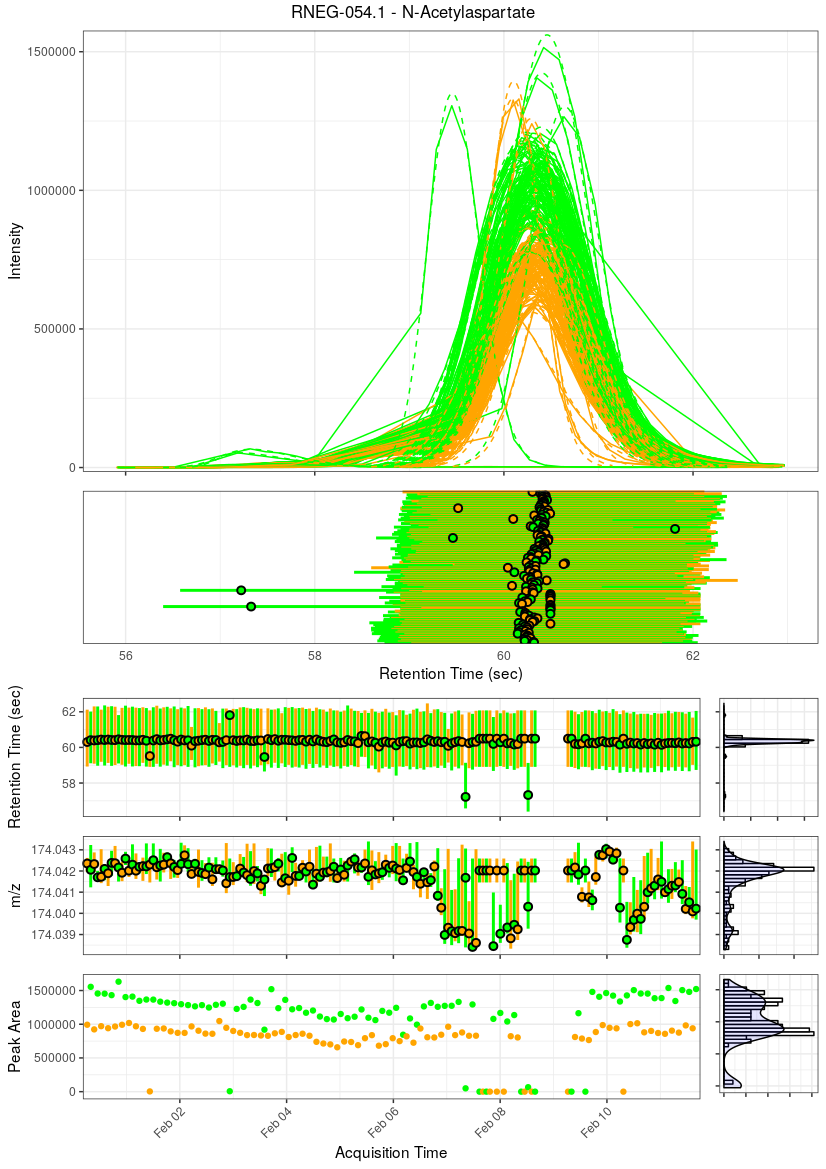 RNEG-054.1 - N-Acetylaspartate
1500000
1000000
500000
0
Intensity
56
58
60
62
Retention Time (sec)
62
60
58
Retention Time (sec)
174.043
174.042
174.041
174.040
174.039
m/z
1500000
1000000
500000
0
Peak Area
Feb 02
Feb 04
Feb 06
Feb 08
Feb 10
Acquisition Time